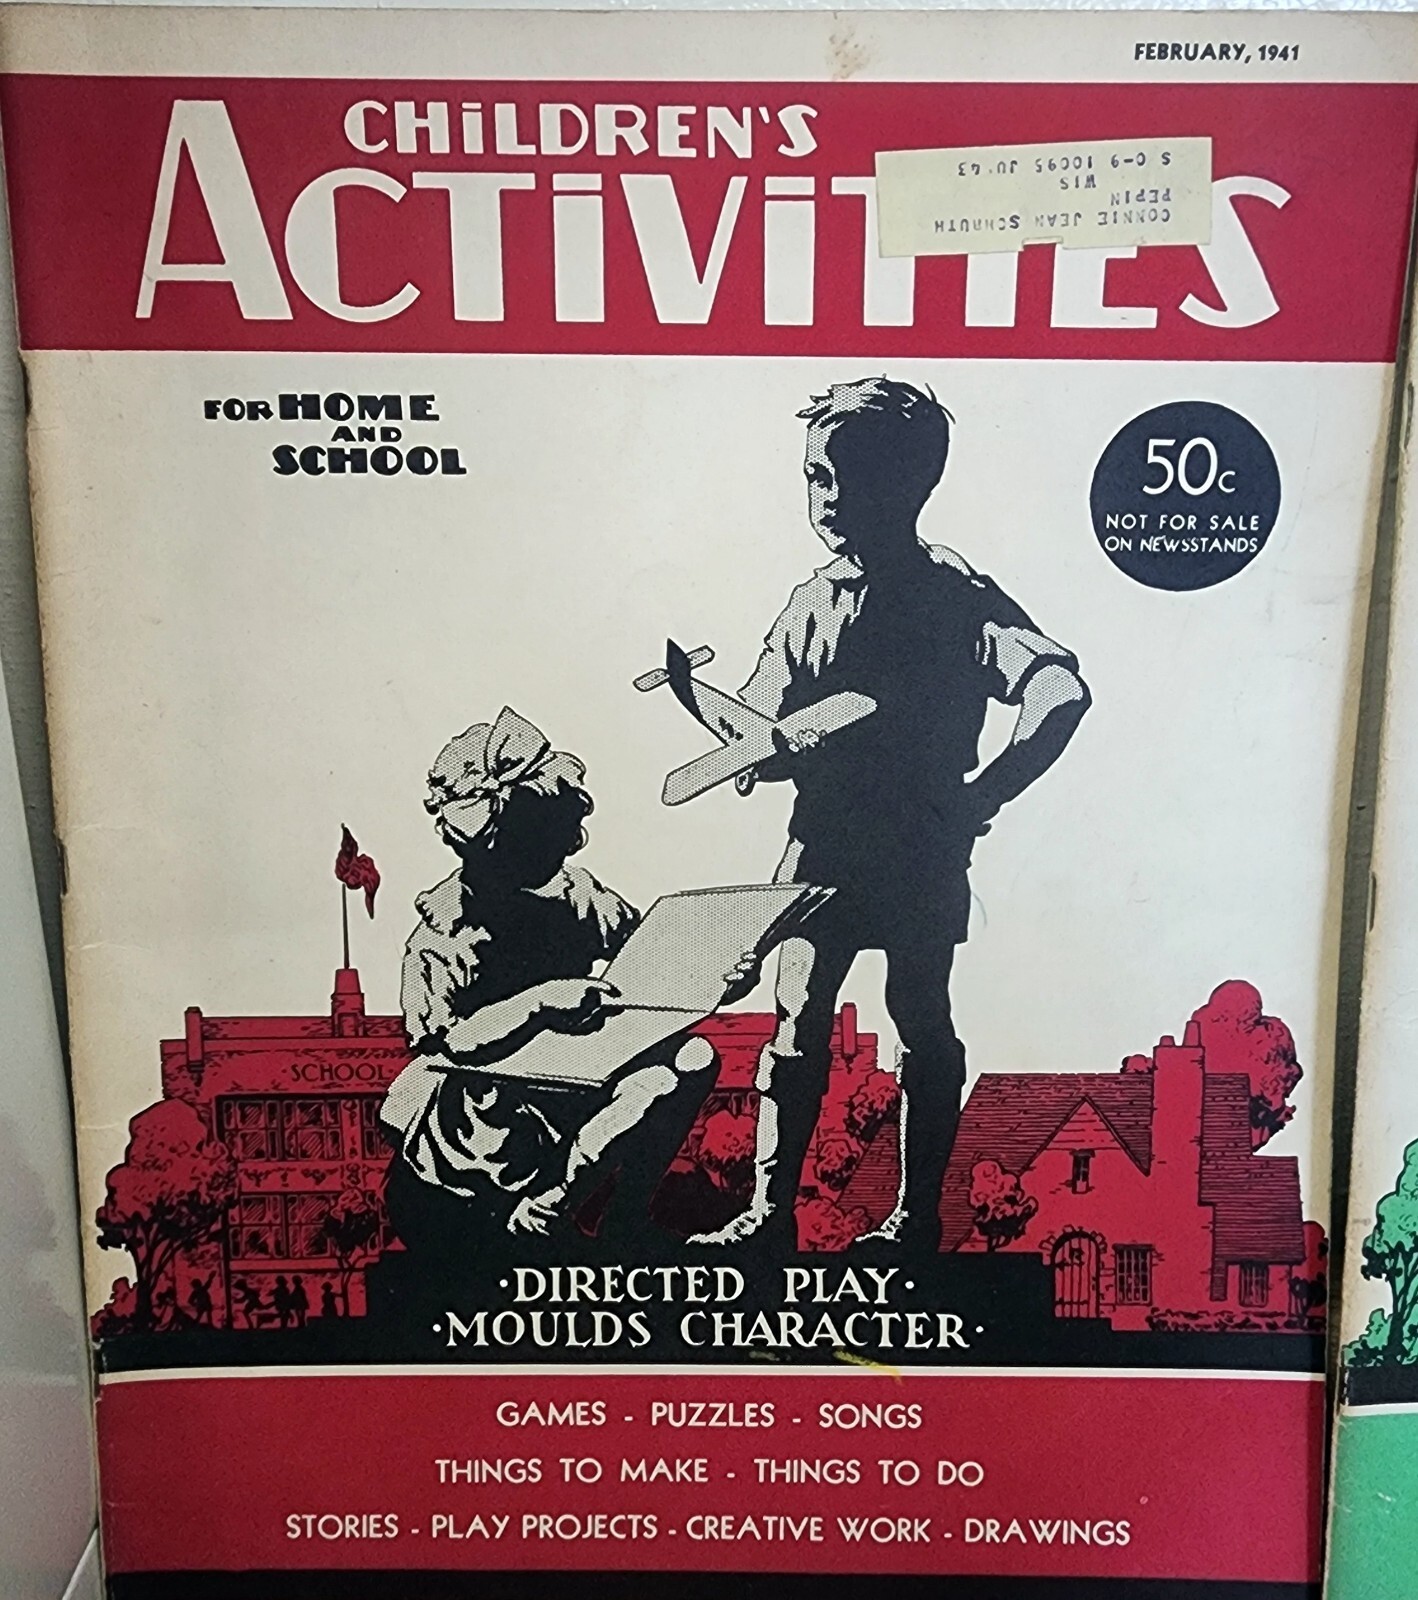 FEBRUARY, 1941
CHiLDREN'S
ACTiViTiES
CONNIE JEAN SCHRUTH
PEPIN
WIS
S C-9 10095 JU. 43
FOR HOME
AND
SCHOOL
50c
NOT FOR SALE
ON NEWSSTANDS
SCHOOL
·DIRECTED PLAY·
·MOULDS CHARACTER·
GAMES - PUZZLES - SONGS
THINGS TO MAKE - THINGS TO DO
STORIES - PLAY PROJECTS - CREATIVE WORK - DRAWINGS